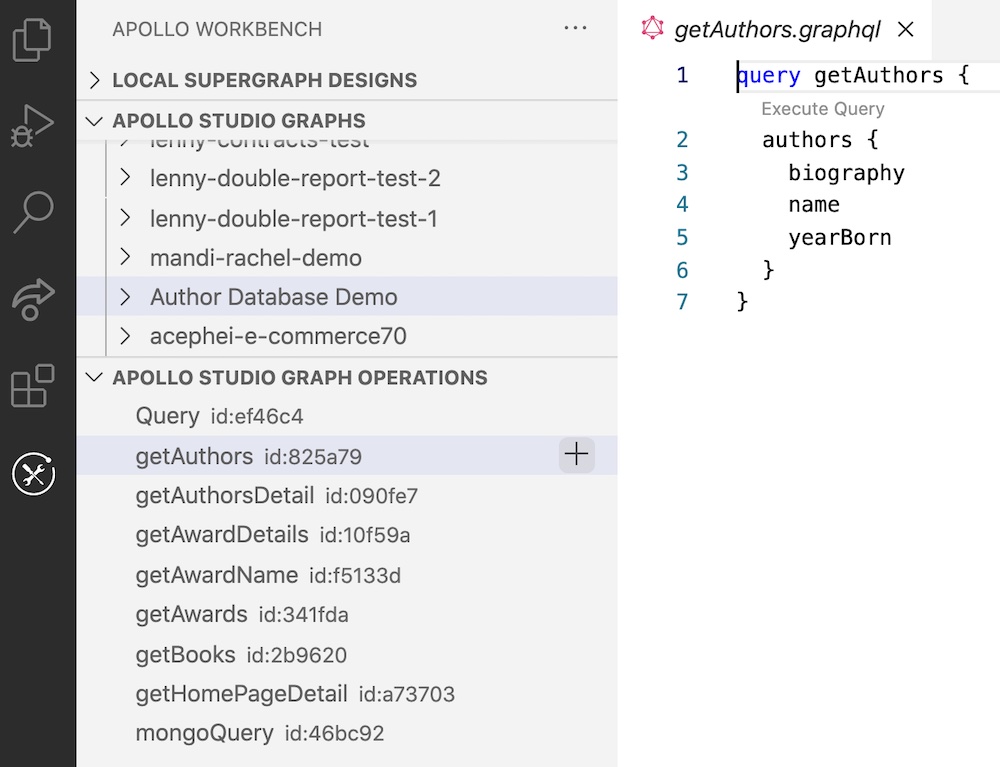 APOLLO WORKBENCH
LOCAL SUPERGRAPH DESIGNS
APOLLO STUDIO GRAPHS
lenny-contracts-test
lenny-double-report-test-2
lenny-double-report-test-1
mandi-rachel-demo
Author Database Demo
acephei-e-commerce70
APOLLO STUDIO GRAPH OPERATIONS
Query id:ef46c4
getAuthors id:825a79
getAuthorsDetail id:090fe7
getAwardDetails id:10f59a
getAwardName id:f5133d
getAwards id:341fda
getBooks id:2b9620
getHomePageDetail id:a73703
mongoQuery id:46bc92
getAuthors.graphql
1 query getAuthors {
Execute Query
2 authors {
3 biography
4 name
5 yearBorn
6 }
7 }